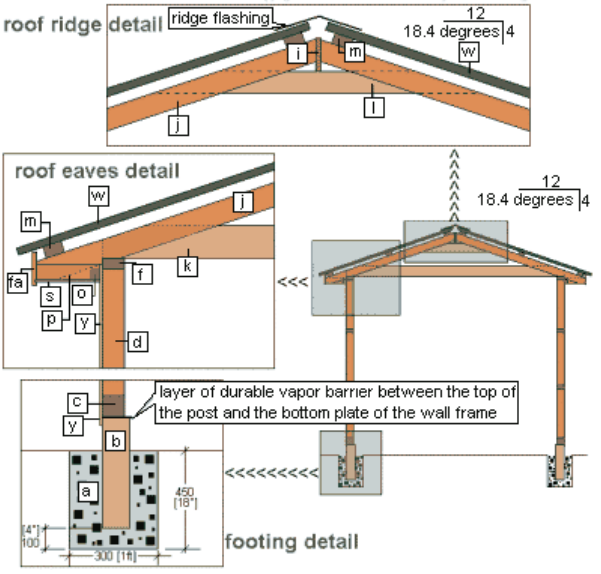 roof ridge detail
ridge flashing
12
18.4 degrees 4
i
m
w
l
j
roof eaves detail
w
m
j
k
f
fa
s
o
p
y
d
12
18.4 degrees 4
<<<
c
y
b
layer of durable vapor barrier between the top of
the post and the bottom plate of the wall frame
a
450
[18"]
[4"]
100
300 [1ft]
<<<<<<<<<
footing detail